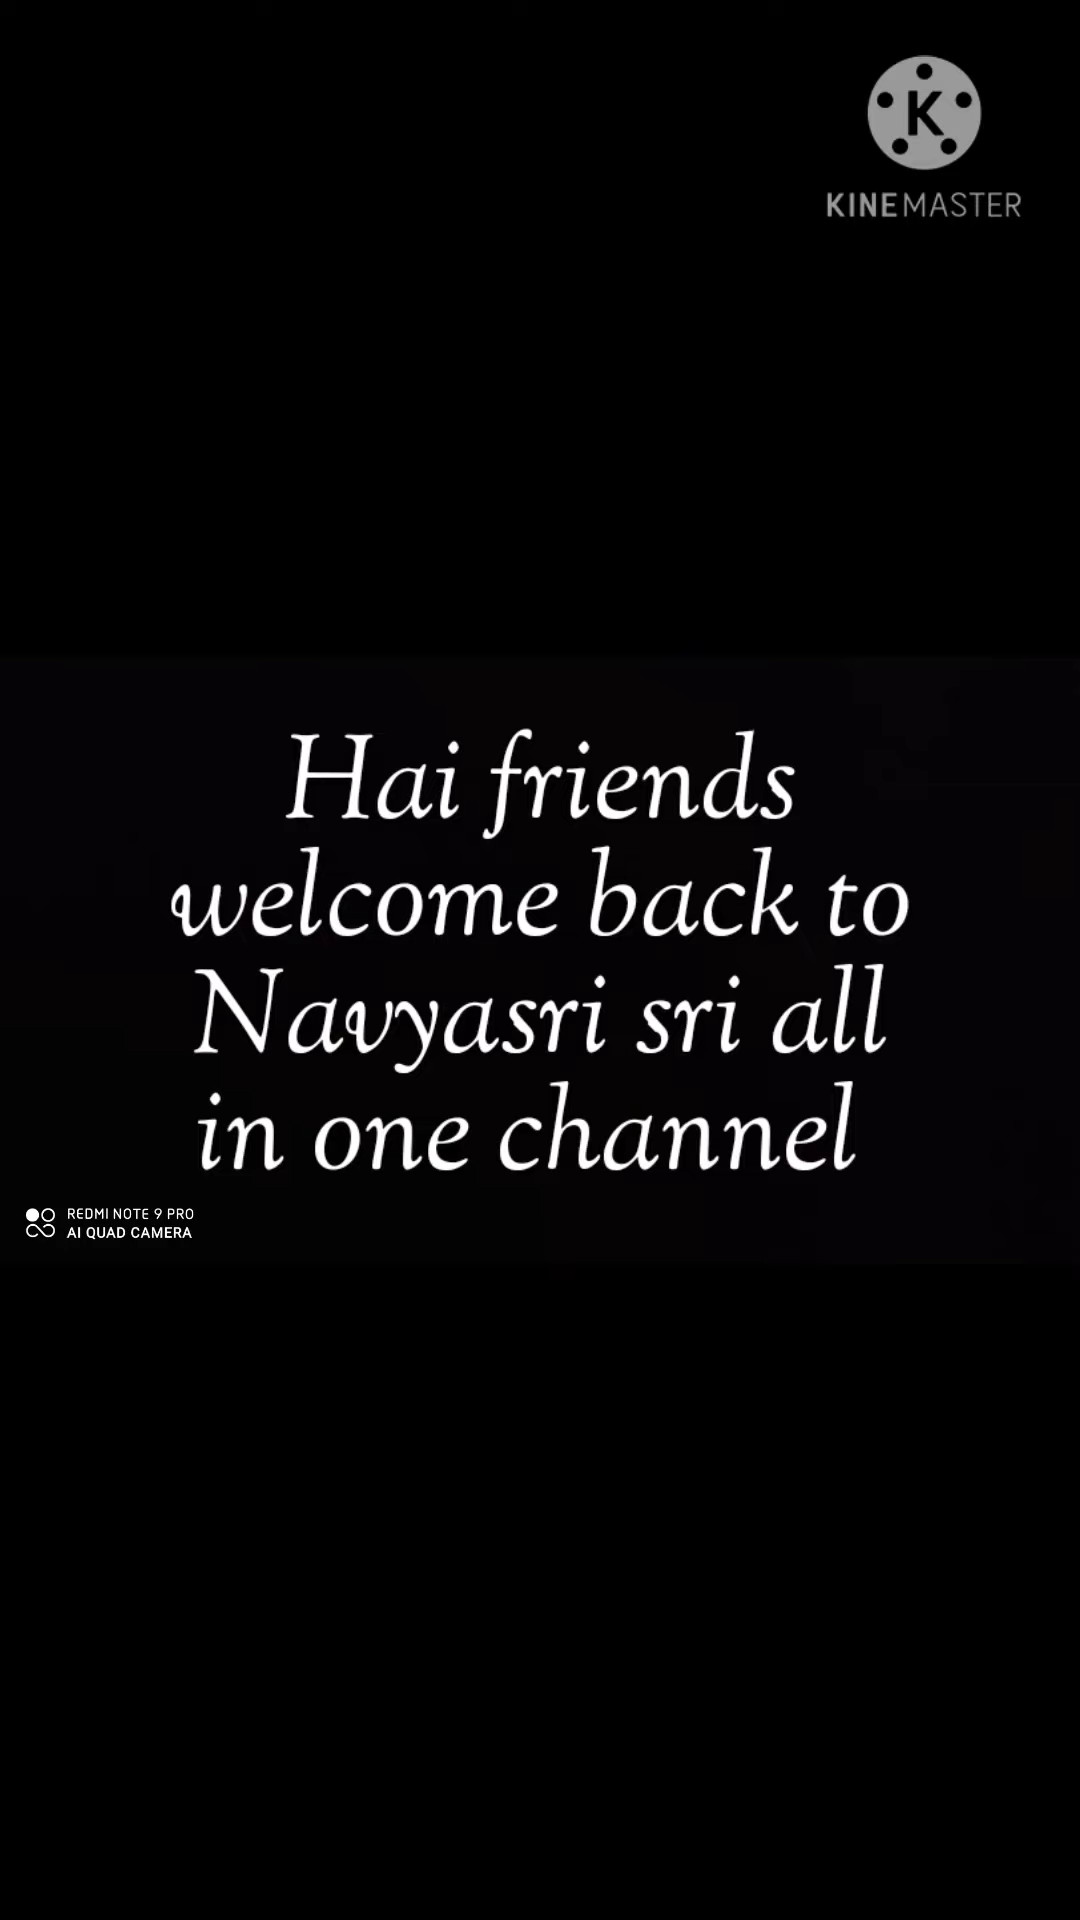 KINEMASTER
Hai friends
welcome back to
Navyasri sri all
in one channel
REDMI NOTE 9 PRO
AI QUAD CAMERA